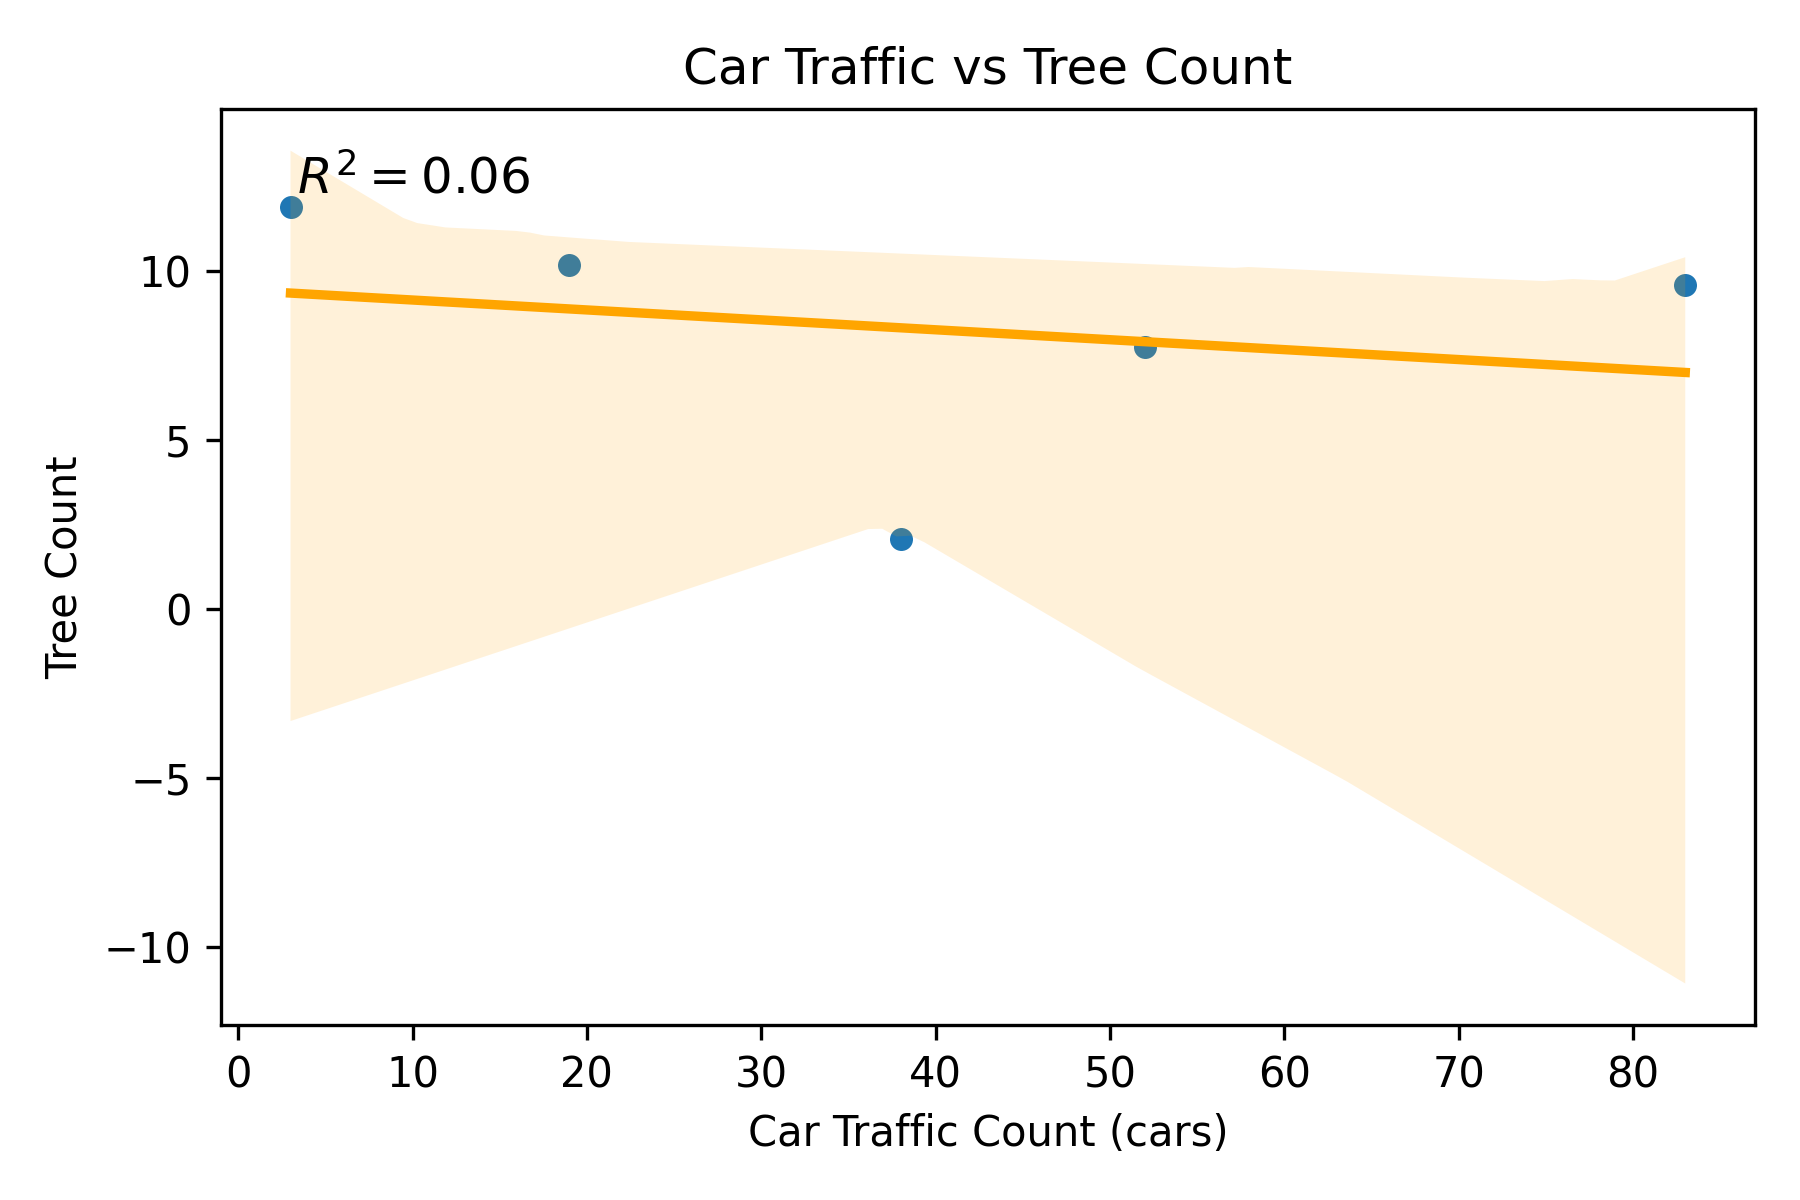 Car Traffic vs Tree Count
R² = 0.06
10
5
0
−5
−10
Tree Count
0 10 20 30 40 50 60 70 80
Car Traffic Count (cars)